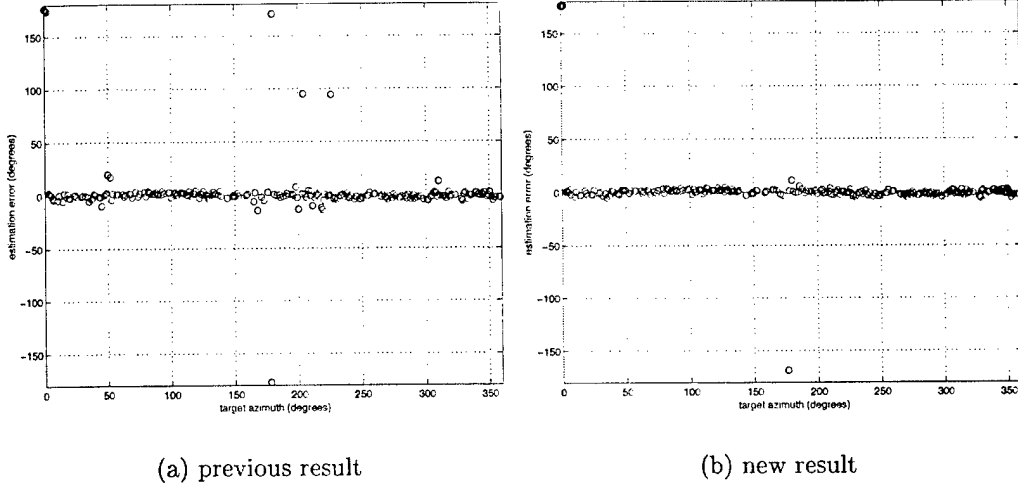 150
100
50
0
−50
−100
−150
estimation error (degrees)
0 50 100 150 200 250 300 350
target azimuth (degrees)
(a) previous result
150
100
50
0
−50
−100
−150
estimation error (degrees)
0 50 100 150 200 250 300 350
target azimuth (degrees)
(b) new result